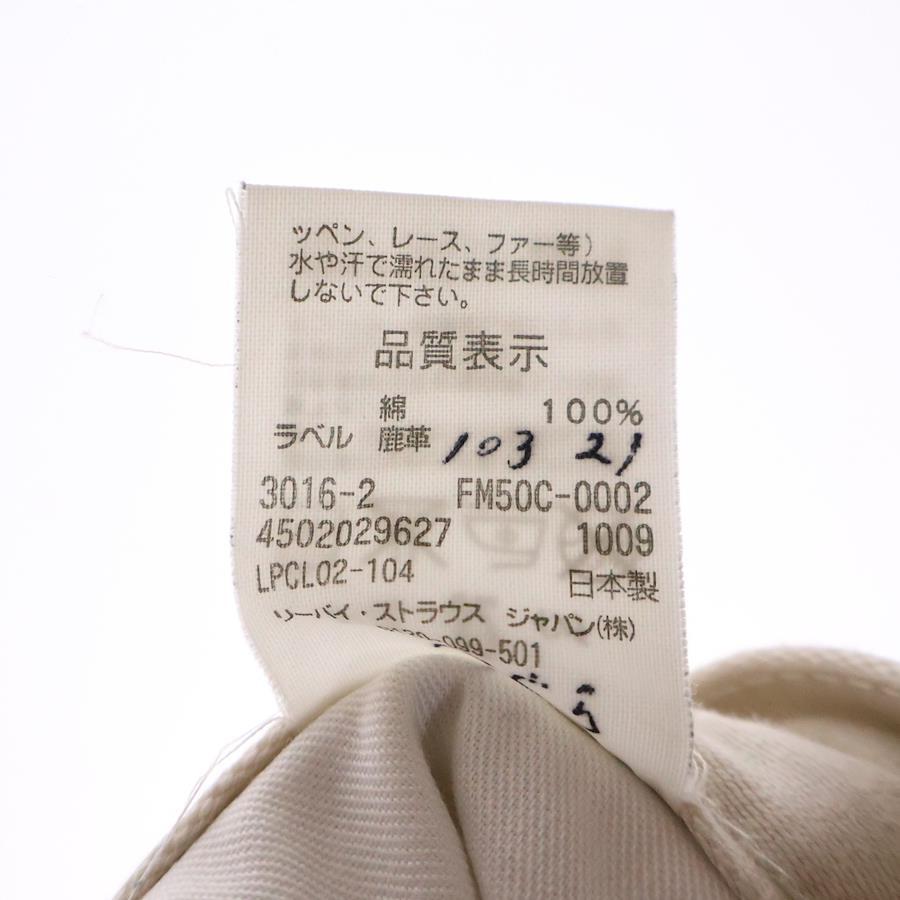 ッペン、レース、ファー等)
水や汗で濡れたまま長時間放置
しないで下さい。
品質表示
綿 100%
ラベル 鹿革 103 21
3016-2 FM50C-0002
4502029627 1009
LPCL02-104 日本製
リーバイ・ストラウス ジャパン(株)
099-501